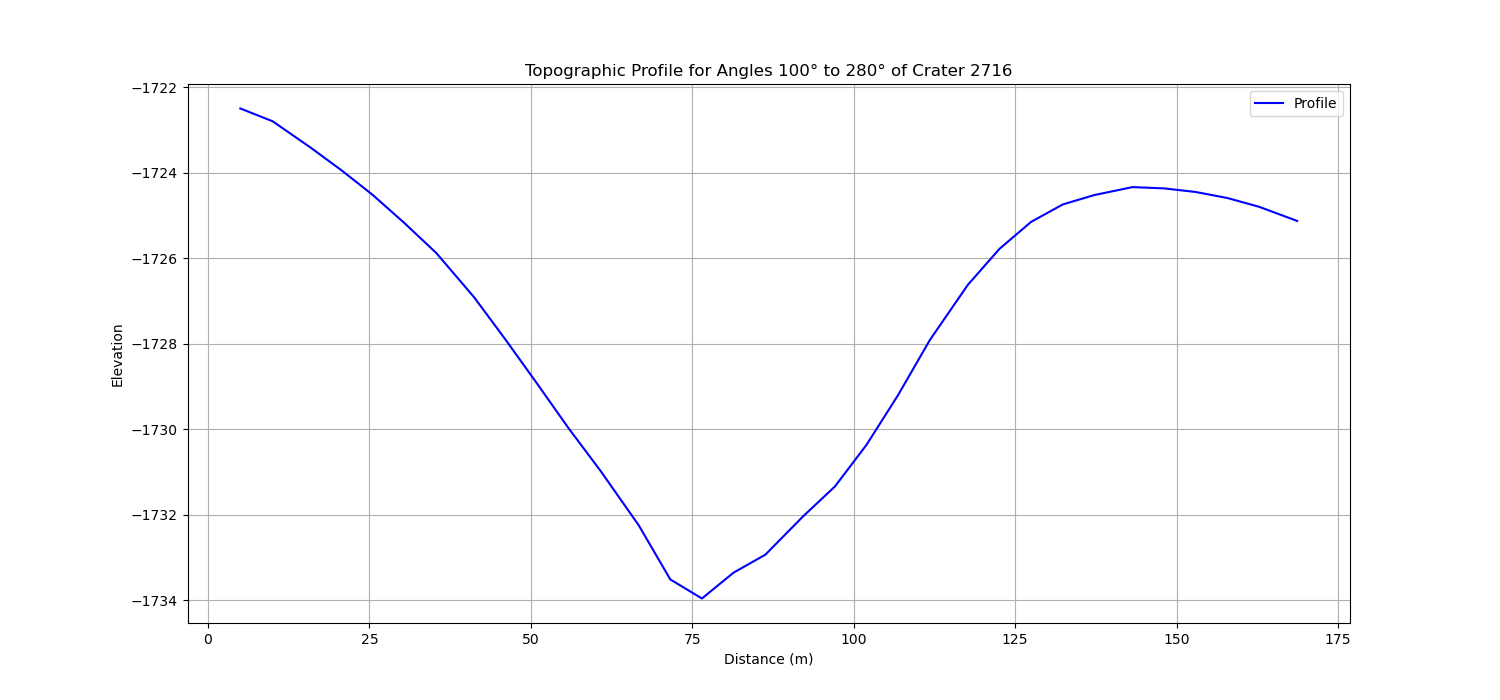 Topographic Profile for Angles 100° to 280° of Crater 2716
Profile
−1722
−1724
−1726
−1728
−1730
−1732
−1734
Elevation
0 25 50 75 100 125 150 175
Distance (m)